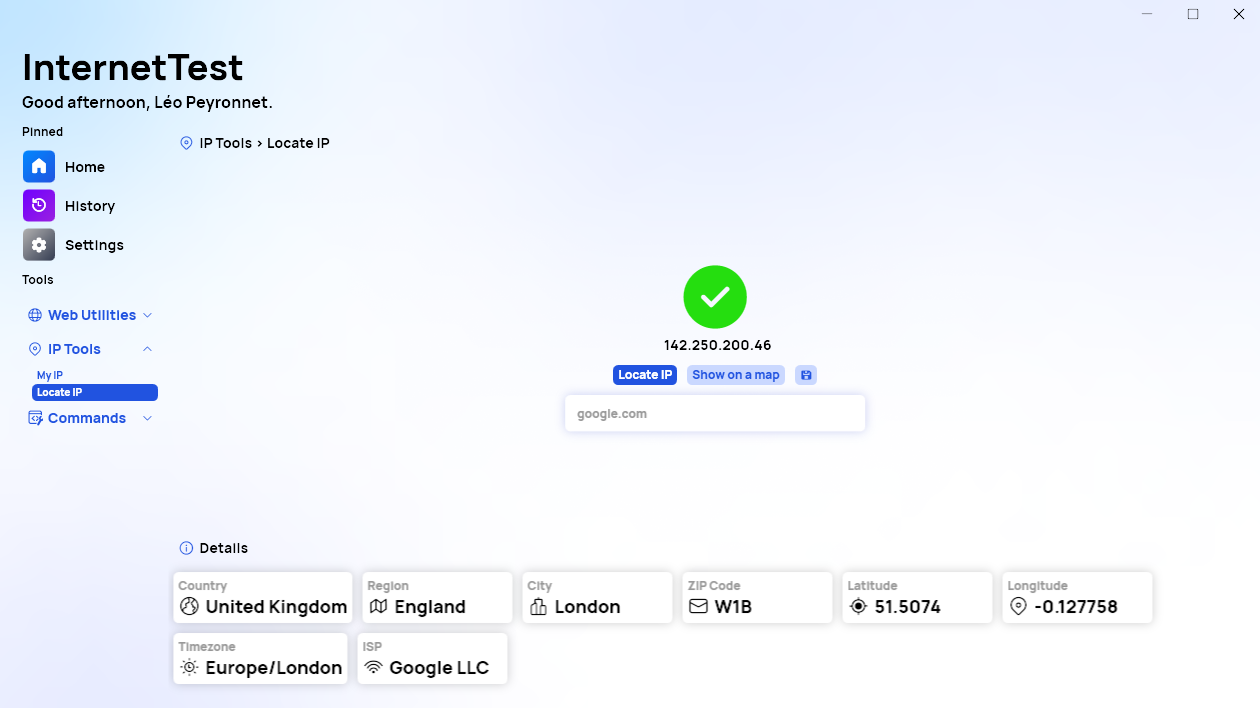 InternetTest
Good afternoon, Léo Peyronnet.
Pinned
Home
History
Settings
Tools
Web Utilities
IP Tools
My IP
Locate IP
Commands
IP Tools > Locate IP
142.250.200.46
Locate IP
Show on a map
google.com
Details
Country
United Kingdom
Region
England
City
London
ZIP Code
W1B
Latitude
51.5074
Longitude
-0.127758
Timezone
Europe/London
ISP
Google LLC